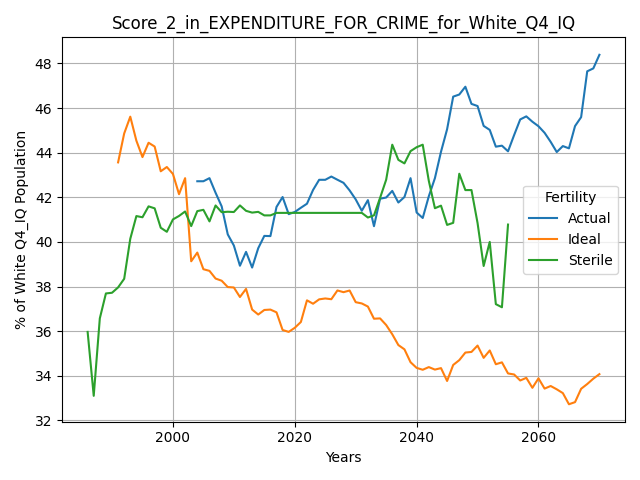 Score_2_in_EXPENDITURE_FOR_CRIME_for_White_Q4_IQ
% of White Q4_IQ Population
48
46
44
42
40
38
36
34
32
Fertility
Actual
Ideal
Sterile
2000
2020
2040
2060
Years